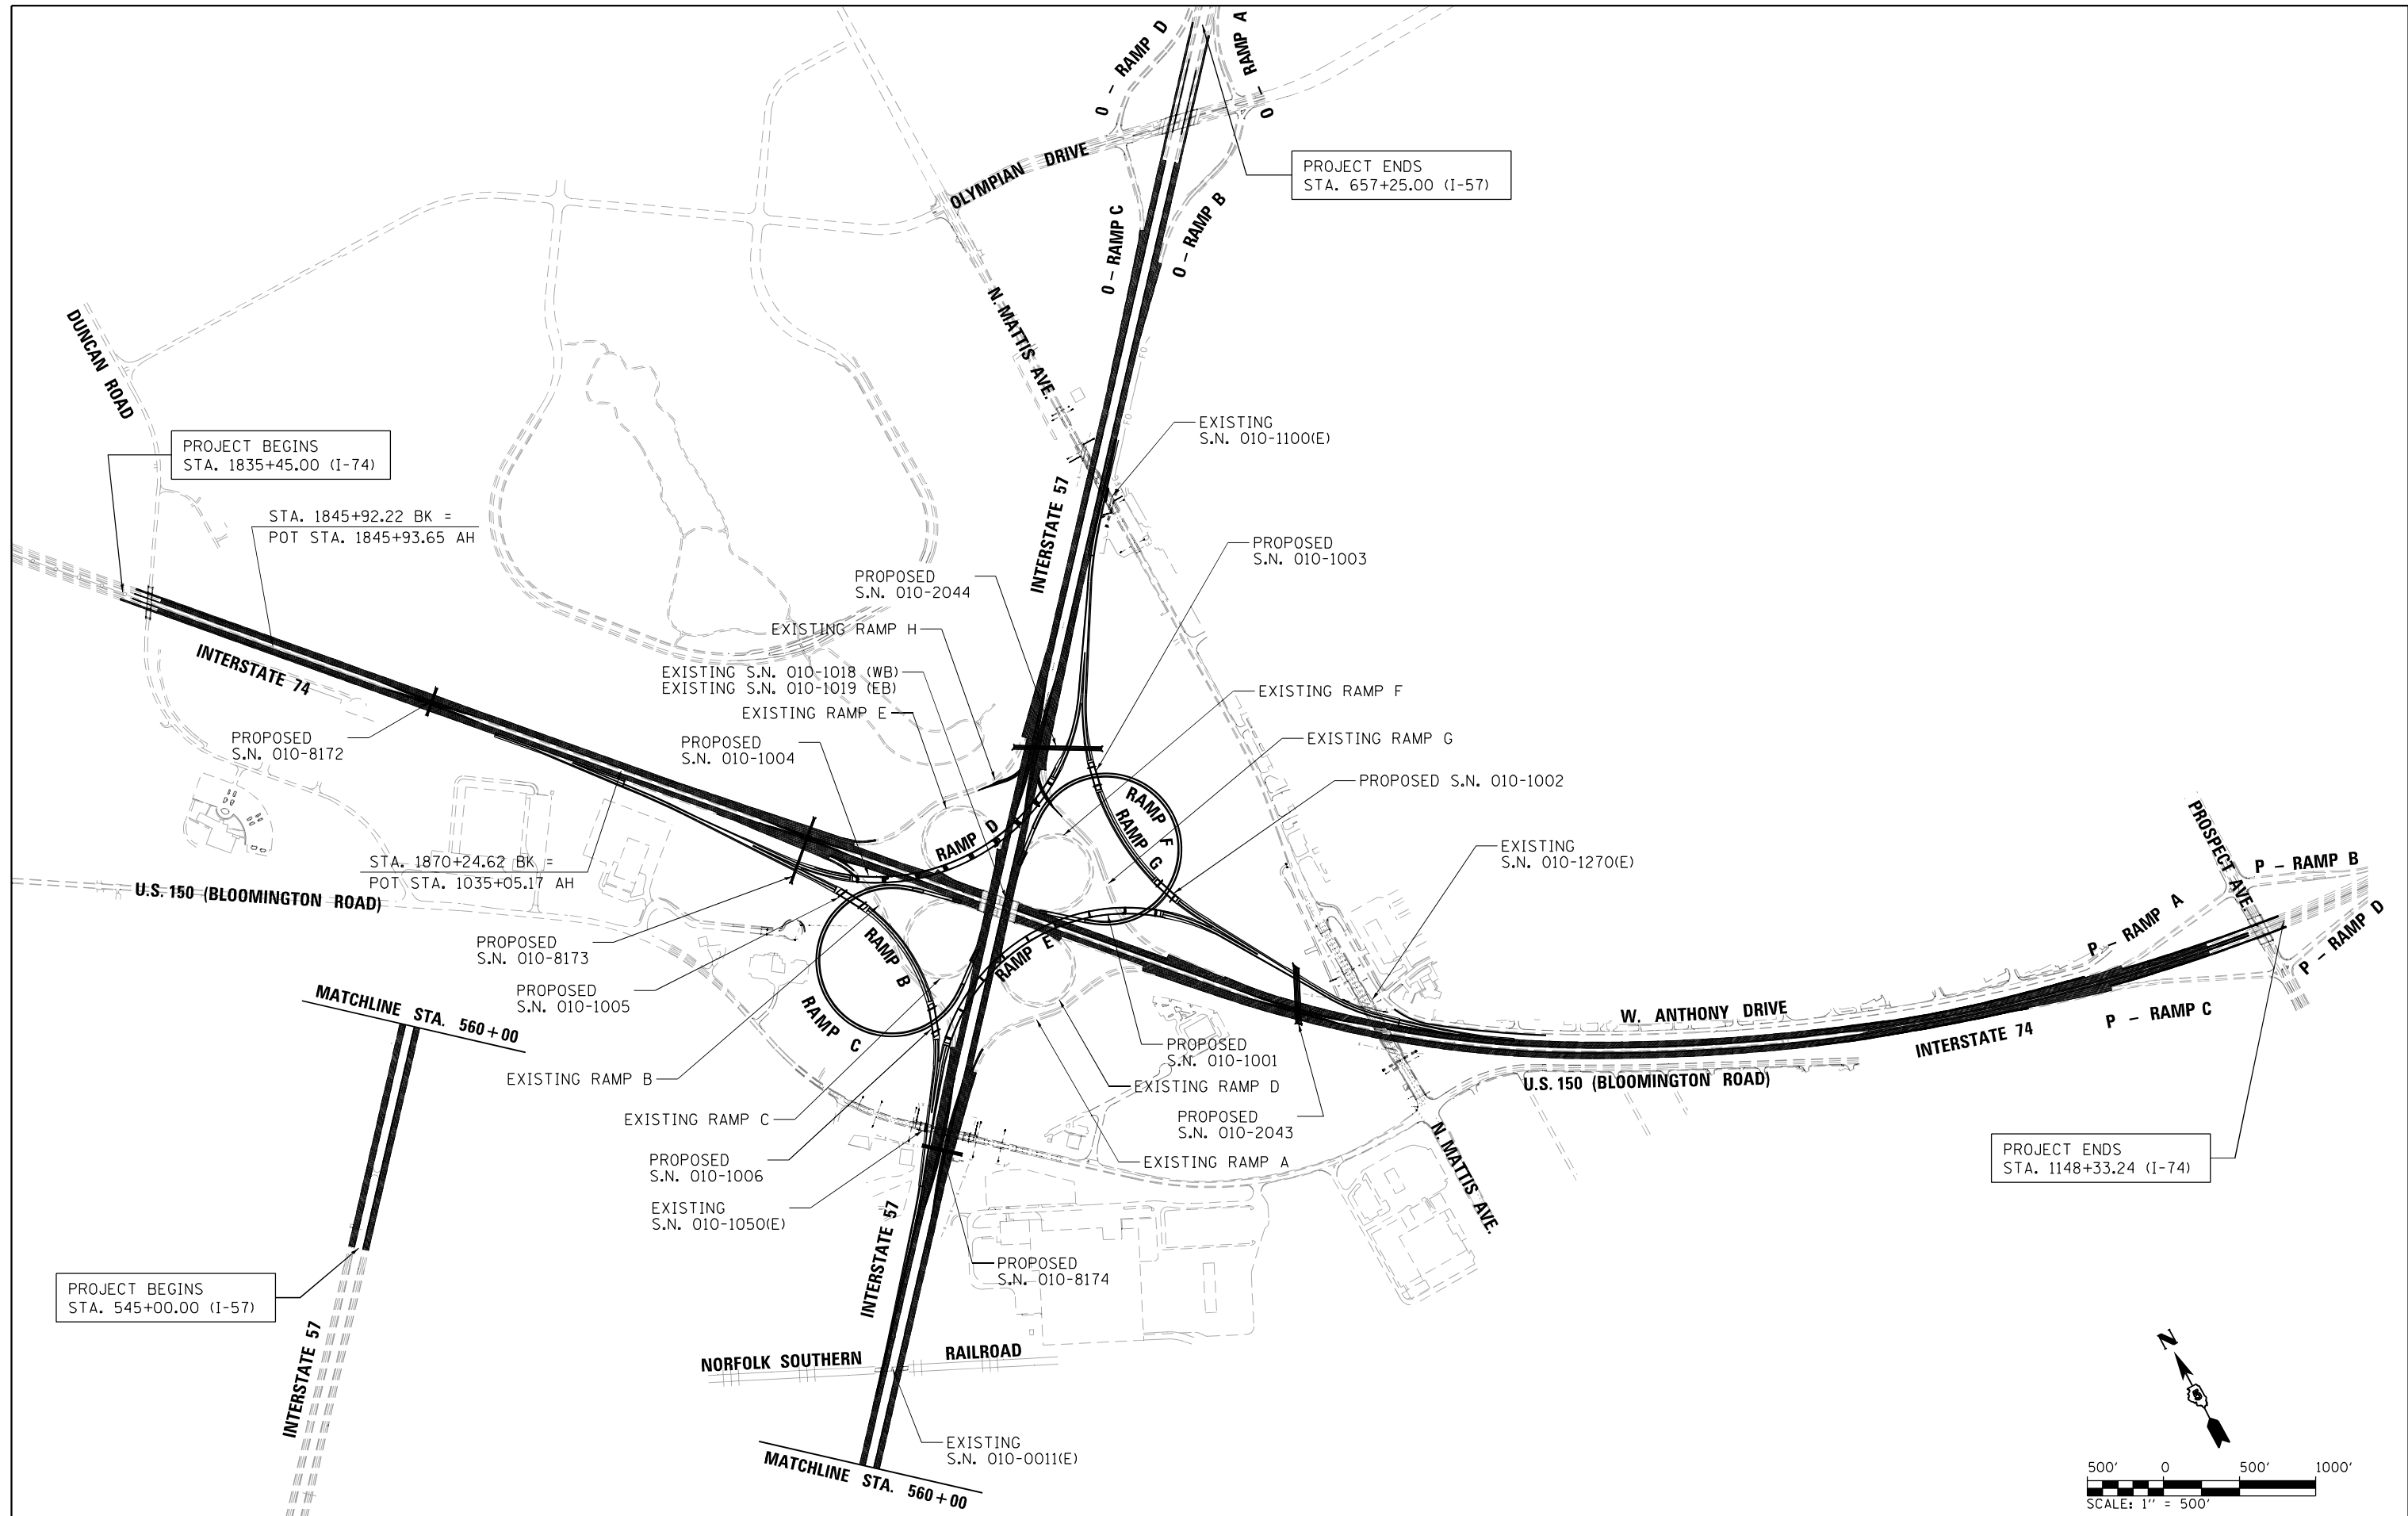 O - RAMP D
O - RAMP A
OLYMPIAN DRIVE
PROJECT ENDS
STA. 657+25.00 (I-57)
O - RAMP C
O - RAMP B
DUNCAN ROAD
N. MATTIS AVE.
FO
FO
PROJECT BEGINS
STA. 1835+45.00 (I-74)
EXISTING
S.N. 010-1100(E)
STA. 1845+92.22 BK =
POT STA. 1845+93.65 AH
INTERSTATE 57
PROPOSED
S.N. 010-1003
PROPOSED
S.N. 010-2044
EXISTING RAMP H
INTERSTATE 74
EXISTING S.N. 010-1018 (WB)
EXISTING S.N. 010-1019 (EB)
EXISTING RAMP F
EXISTING RAMP E
PROPOSED
S.N. 010-8172
PROPOSED
S.N. 010-1004
EXISTING RAMP G
PROPOSED S.N. 010-1002
RAMP F
RAMP G
RAMP D
PROSPECT AVE.
P - RAMP B
EXISTING
S.N. 010-1270(E)
STA. 1870+24.62 BK =
POT STA. 1035+05.17 AH
U.S. 150 (BLOOMINGTON ROAD)
P - RAMP A
P - RAMP D
PROPOSED
S.N. 010-8173
RAMP B
RAMP E
PROPOSED
S.N. 010-1005
RAMP C
MATCHLINE STA. 560+00
W. ANTHONY DRIVE
P - RAMP C
INTERSTATE 74
PROPOSED
S.N. 010-1001
EXISTING RAMP B
EXISTING RAMP D
U.S. 150 (BLOOMINGTON ROAD)
EXISTING RAMP C
PROPOSED
S.N. 010-2043
PROPOSED
S.N. 010-1006
EXISTING RAMP A
N. MATTIS AVE.
PROJECT ENDS
STA. 1148+33.24 (I-74)
EXISTING
S.N. 010-1050(E)
INTERSTATE 57
PROPOSED
S.N. 010-8174
PROJECT BEGINS
STA. 545+00.00 (I-57)
INTERSTATE 57
NORFOLK SOUTHERN RAILROAD
N
EXISTING
S.N. 010-0011(E)
MATCHLINE STA. 560+00
500' 0 500' 1000'
SCALE: 1'' = 500'